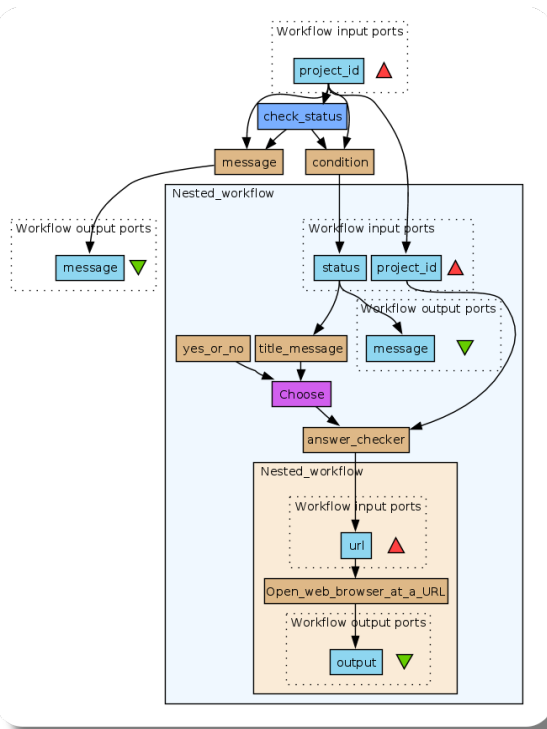 Workflow input ports
project_id
check_status
message
condition
Nested_workflow
Workflow output ports
message
Workflow input ports
status
project_id
Workflow output ports
message
yes_or_no
title_message
Choose
answer_checker
Nested_workflow
Workflow input ports
url
Open_web_browser_at_a_URL
Workflow output ports
output